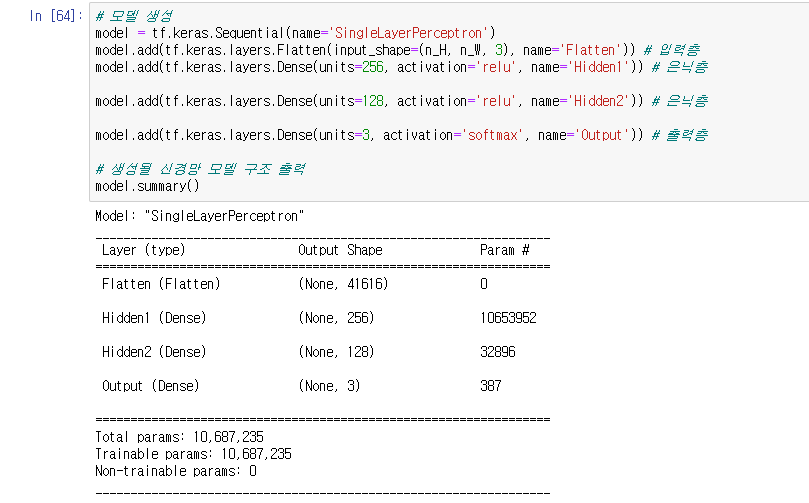 In [64]:
# 모델 생성
model = tf.keras.Sequential(name='SingleLayerPerceptron')
model.add(tf.keras.layers.Flatten(input_shape=(n_H, n_W, 3), name='Flatten')) # 입력층
model.add(tf.keras.layers.Dense(units=256, activation='relu', name='Hidden1')) # 은닉층
model.add(tf.keras.layers.Dense(units=128, activation='relu', name='Hidden2')) # 은닉층
model.add(tf.keras.layers.Dense(units=3, activation='softmax', name='Output')) # 출력층
# 생성될 신경망 모델 구조 출력
model.summary()
Model: "SingleLayerPerceptron"
Layer (type) Output Shape Param #
Flatten (Flatten) (None, 41616) 0
Hidden1 (Dense) (None, 256) 10653952
Hidden2 (Dense) (None, 128) 32896
Output (Dense) (None, 3) 387
Total params: 10,687,235
Trainable params: 10,687,235
Non-trainable params: 0